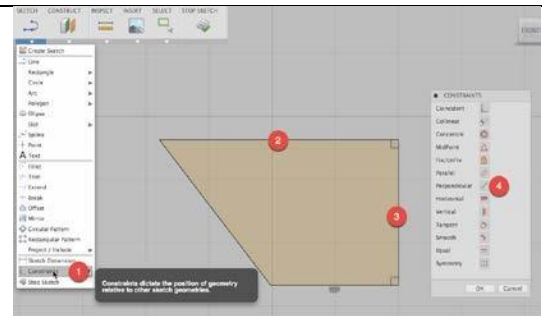 SKETCH CONSTRUCT INSPECT INSERT SELECT STOP SKETCH
FRONT
Create Sketch
Line
Rectangle
Circle
Arc
Polygon
Ellipse
Slot
Spline
Point
A Text
Fillet
Trim
Extend
Break
Offset
Mirror
Circular Pattern
Rectangular Pattern
Project / Include
Sketch Dimension
Constraints
Stop Sketch
1
Constraints dictate the position of geometry
relative to other sketch geometries.
2
3
CONSTRAINTS
Coincident
Collinear
Concentric
MidPoint
Fix/UnFix
Parallel
Perpendicular
4
Horizontal
Vertical
Tangent
Smooth
Equal
Symmetry
OK Cancel